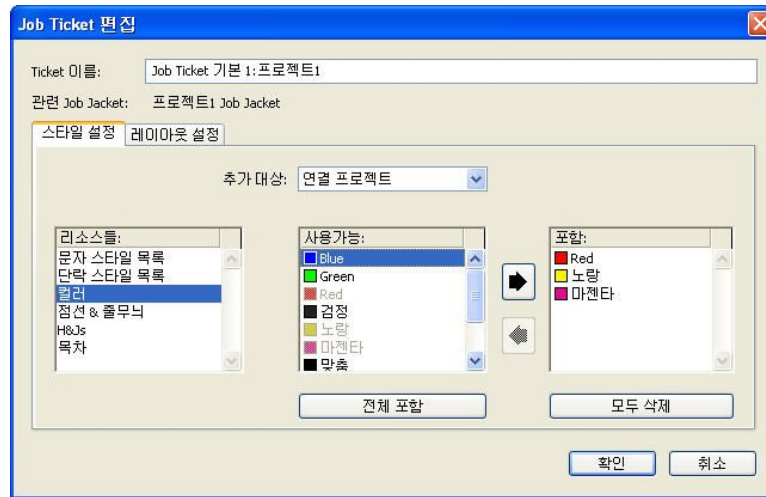 Job Ticket 편집
Ticket 이름: Job Ticket 기본 1:프로젝트1
관련 Job Jacket: 프로젝트1 Job Jacket
스타일 설정 레이아웃 설정
추가 대상: 연결 프로젝트
리소스들:
문자 스타일 목록
단락 스타일 목록
컬러
점선 & 줄무늬
H&Js
목차
사용가능:
Blue
Green
Red
검정
노랑
마젠타
맞춤
전체 포함
포함:
Red
노랑
마젠타
모두 삭제
확인 취소